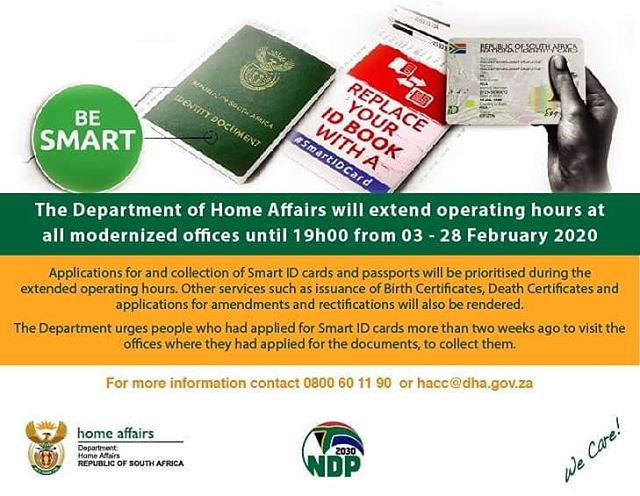 BE
SMART
REPUBLIC OF SOUTH AFRICA
IDENTITY DOCUMENT
REPLACE
YOUR
ID BOOK
WITH A
#SmartIDCard
REPUBLIC OF SOUTH AFRICA
NATIONAL IDENTITY CARD
The Department of Home Affairs will extend operating hours at
all modernized offices until 19h00 from 03 - 28 February 2020
Applications for and collection of Smart ID cards and passports will be prioritised during the
extended operating hours. Other services such as issuance of Birth Certificates, Death Certificates and
applications for amendments and rectifications will also be rendered.
The Department urges people who had applied for Smart ID cards more than two weeks ago to visit the
offices where they had applied for the documents, to collect them.
For more information contact 0800 60 11 90 or hacc@dha.gov.za
home affairs
Department:
Home Affairs
REPUBLIC OF SOUTH AFRICA
2030
NDP
We Care!